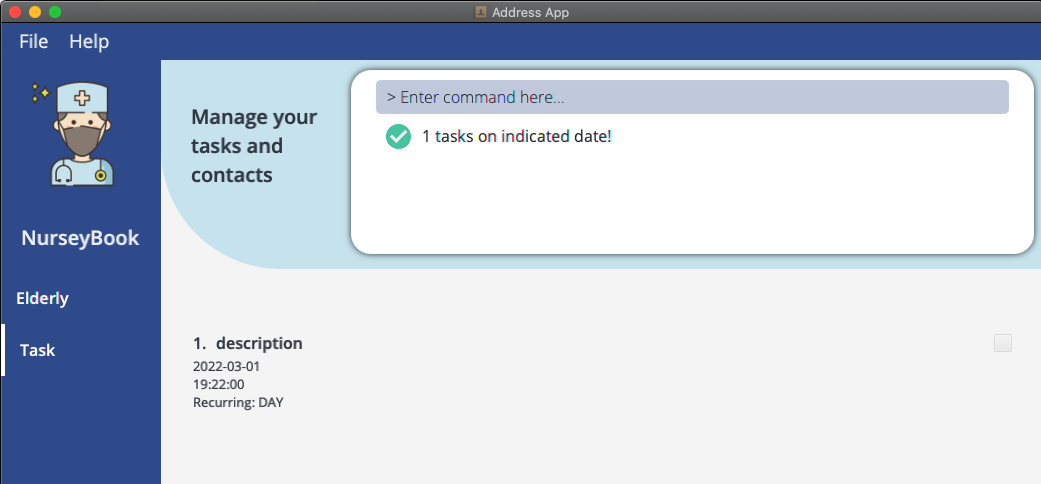 Address App
File Help
Manage your
tasks and
contacts
> Enter command here...
1 tasks on indicated date!
NurseyBook
Elderly
Task
1. description
2022-03-01
19:22:00
Recurring: DAY